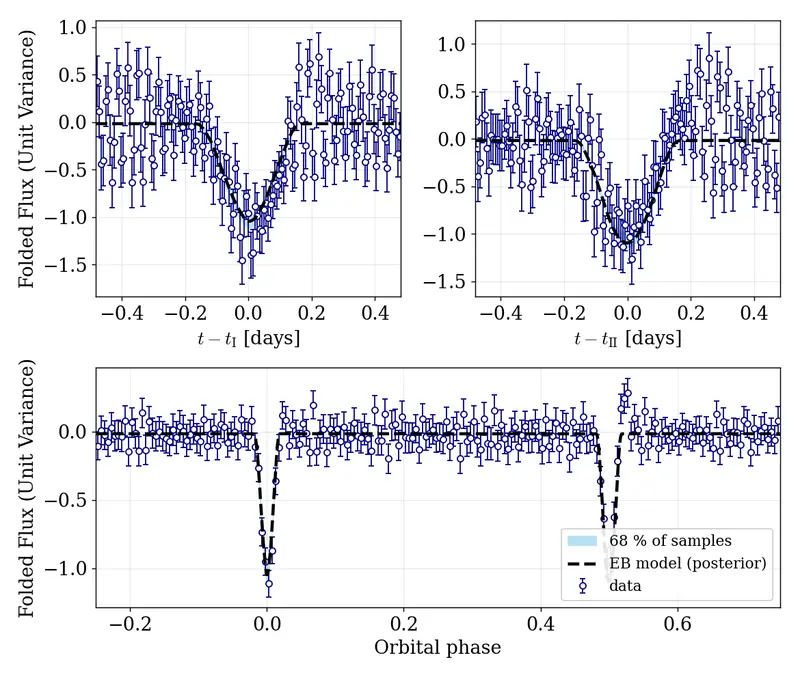 Folded Flux (Unit Variance)
1.0
0.5
0.0
−0.5
−1.0
−1.5
−0.4 −0.2 0.0 0.2 0.4
t − tI [days]
1.0
0.5
0.0
−0.5
−1.0
−1.5
−0.4 −0.2 0.0 0.2 0.4
t − tII [days]
Folded Flux (Unit Variance)
0.0
−0.5
−1.0
68 % of samples
EB model (posterior)
data
−0.2 0.0 0.2 0.4 0.6
Orbital phase